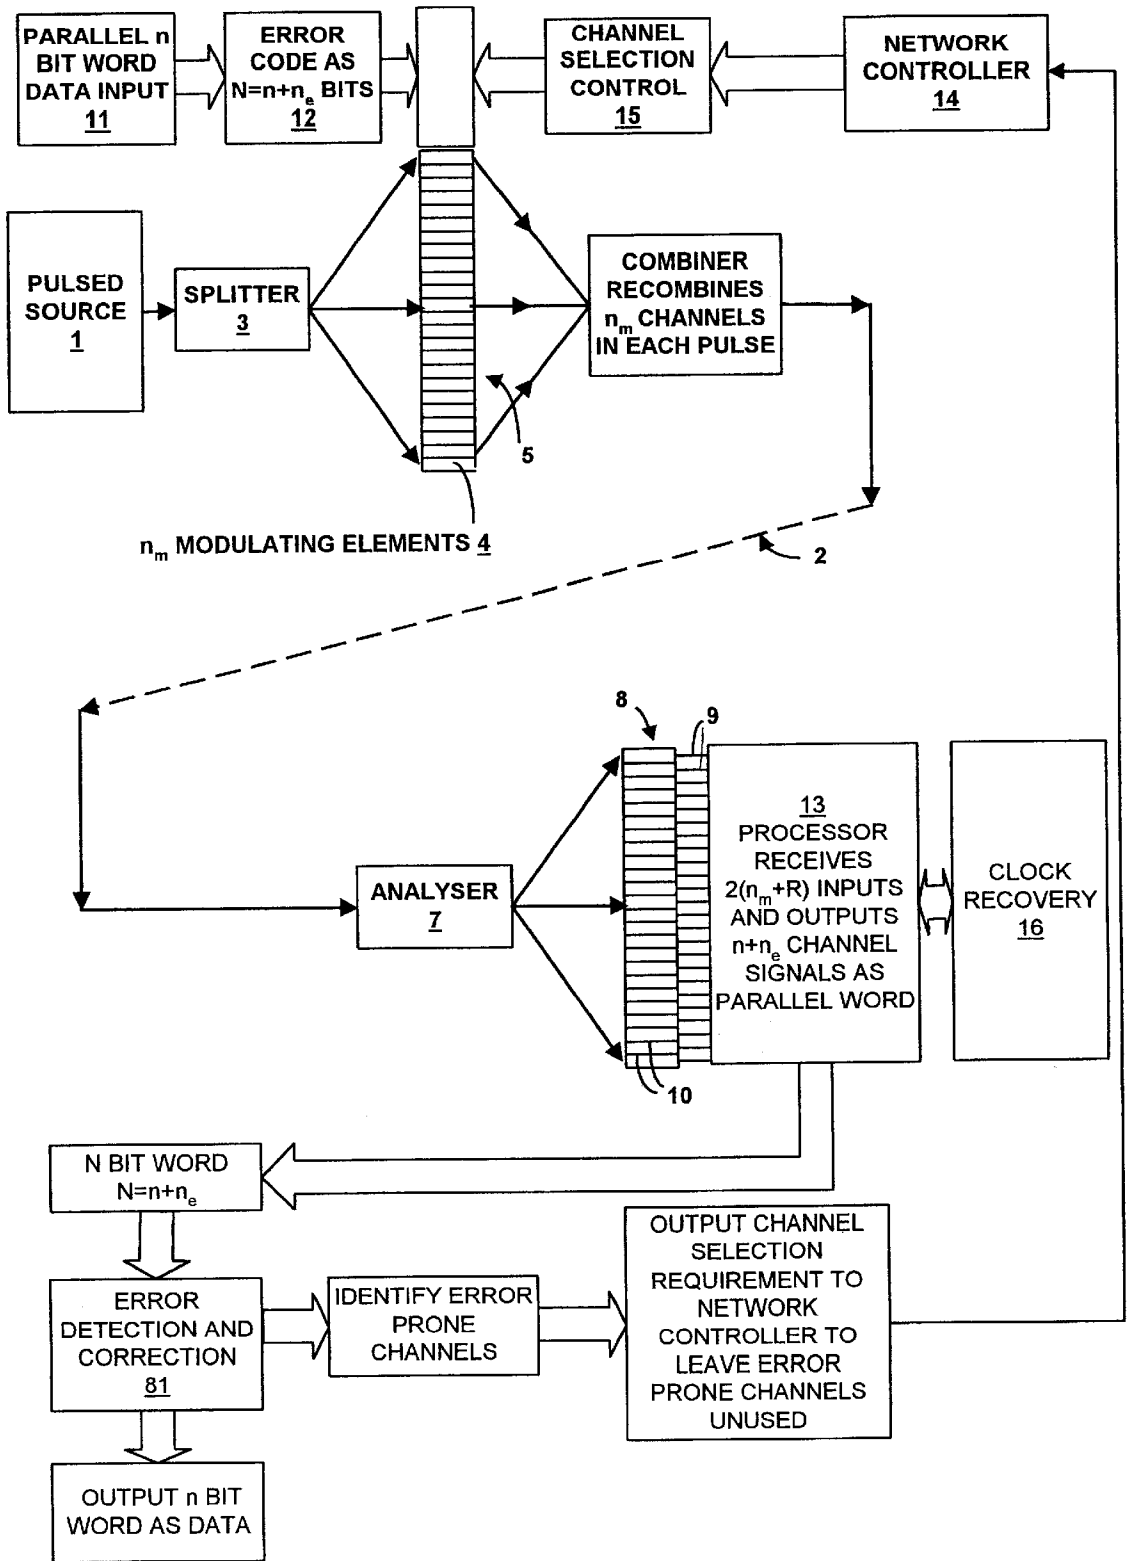 PARALLEL n
BIT WORD
DATA INPUT
11
ERROR
CODE AS
N=n+nₑ BITS
12
CHANNEL
SELECTION
CONTROL
15
NETWORK
CONTROLLER
14
PULSED
SOURCE
1
SPLITTER
3
COMBINER
RECOMBINES
nₘ CHANNELS
IN EACH PULSE
5
nₘ MODULATING ELEMENTS 4
2
8
9
ANALYSER
7
13
PROCESSOR
RECEIVES
2(nₘ+R) INPUTS
AND OUTPUTS
n+nₑ CHANNEL
SIGNALS AS
PARALLEL WORD
CLOCK
RECOVERY
16
10
N BIT WORD
N=n+nₑ
ERROR
DETECTION AND
CORRECTION
81
IDENTIFY ERROR
PRONE
CHANNELS
OUTPUT CHANNEL
SELECTION
REQUIREMENT TO
NETWORK
CONTROLLER TO
LEAVE ERROR
PRONE CHANNELS
UNUSED
OUTPUT n BIT
WORD AS DATA